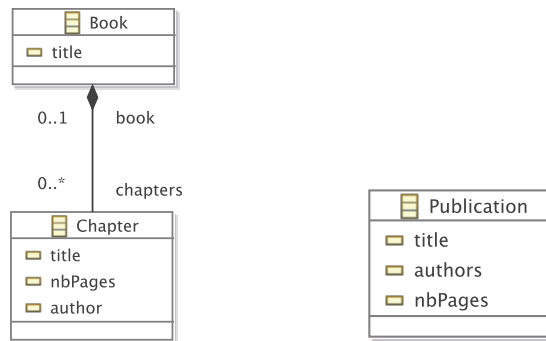 Book
title
0..1 book
0..* chapters
Chapter
title
nbPages
author
Publication
title
authors
nbPages